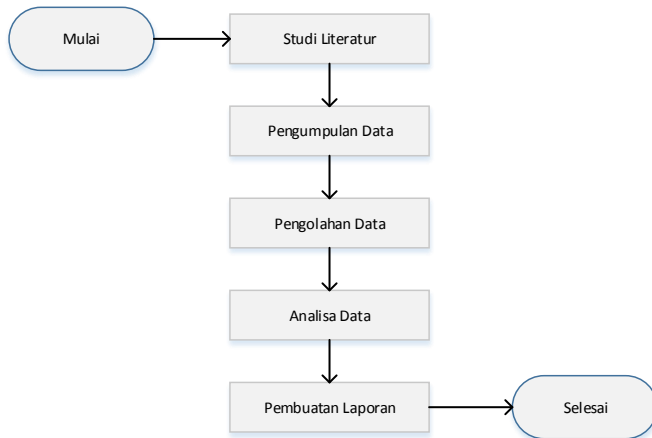 Mulai
Studi Literatur
Pengumpulan Data
Pengolahan Data
Analisa Data
Pembuatan Laporan
Selesai